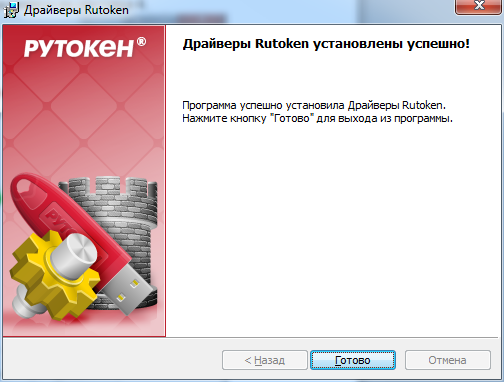 Драйверы Rutoken
РУТОКЕН®
Драйверы Rutoken установлены успешно!
Программа успешно установила Драйверы Rutoken.
Нажмите кнопку "Готово" для выхода из программы.
РУТОКЕН
< Назад
Готово
Отмена